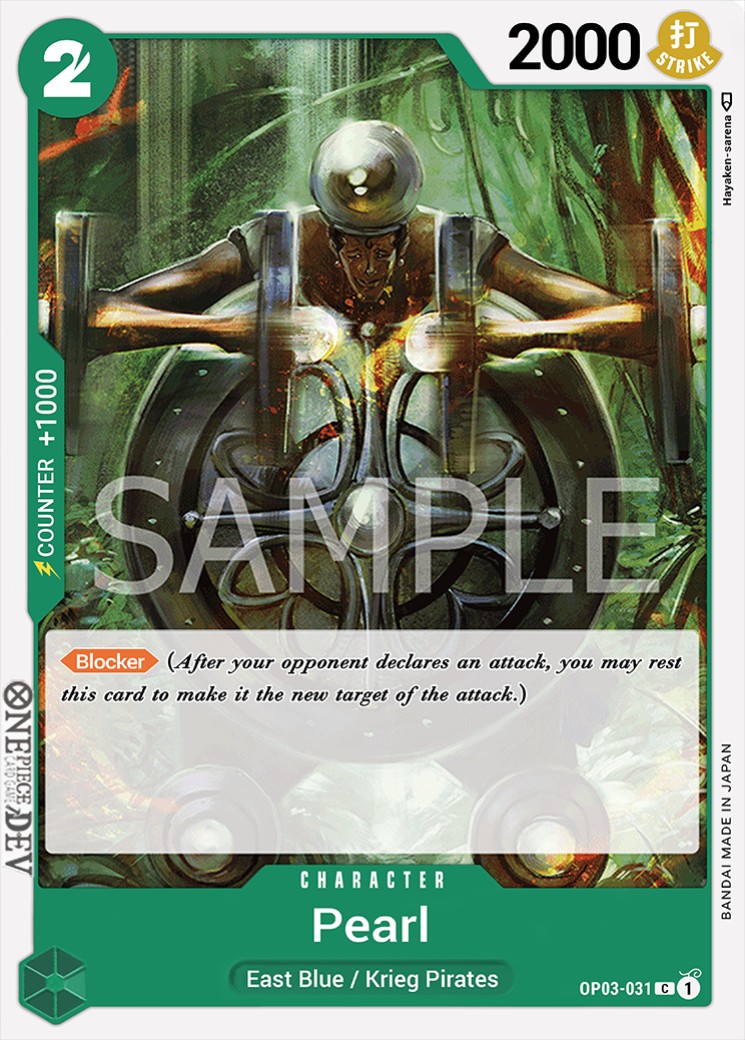 2
2000
打
STRIKE
Hayaken-sarena
COUNTER +1000
SAMPLE
Blocker (After your opponent declares an attack, you may rest
this card to make it the new target of the attack.)
ONE PIECE
CARD GAME
DEV
BANDAI MADE IN JAPAN
CHARACTER
Pearl
East Blue / Krieg Pirates
OP03-031 C 1